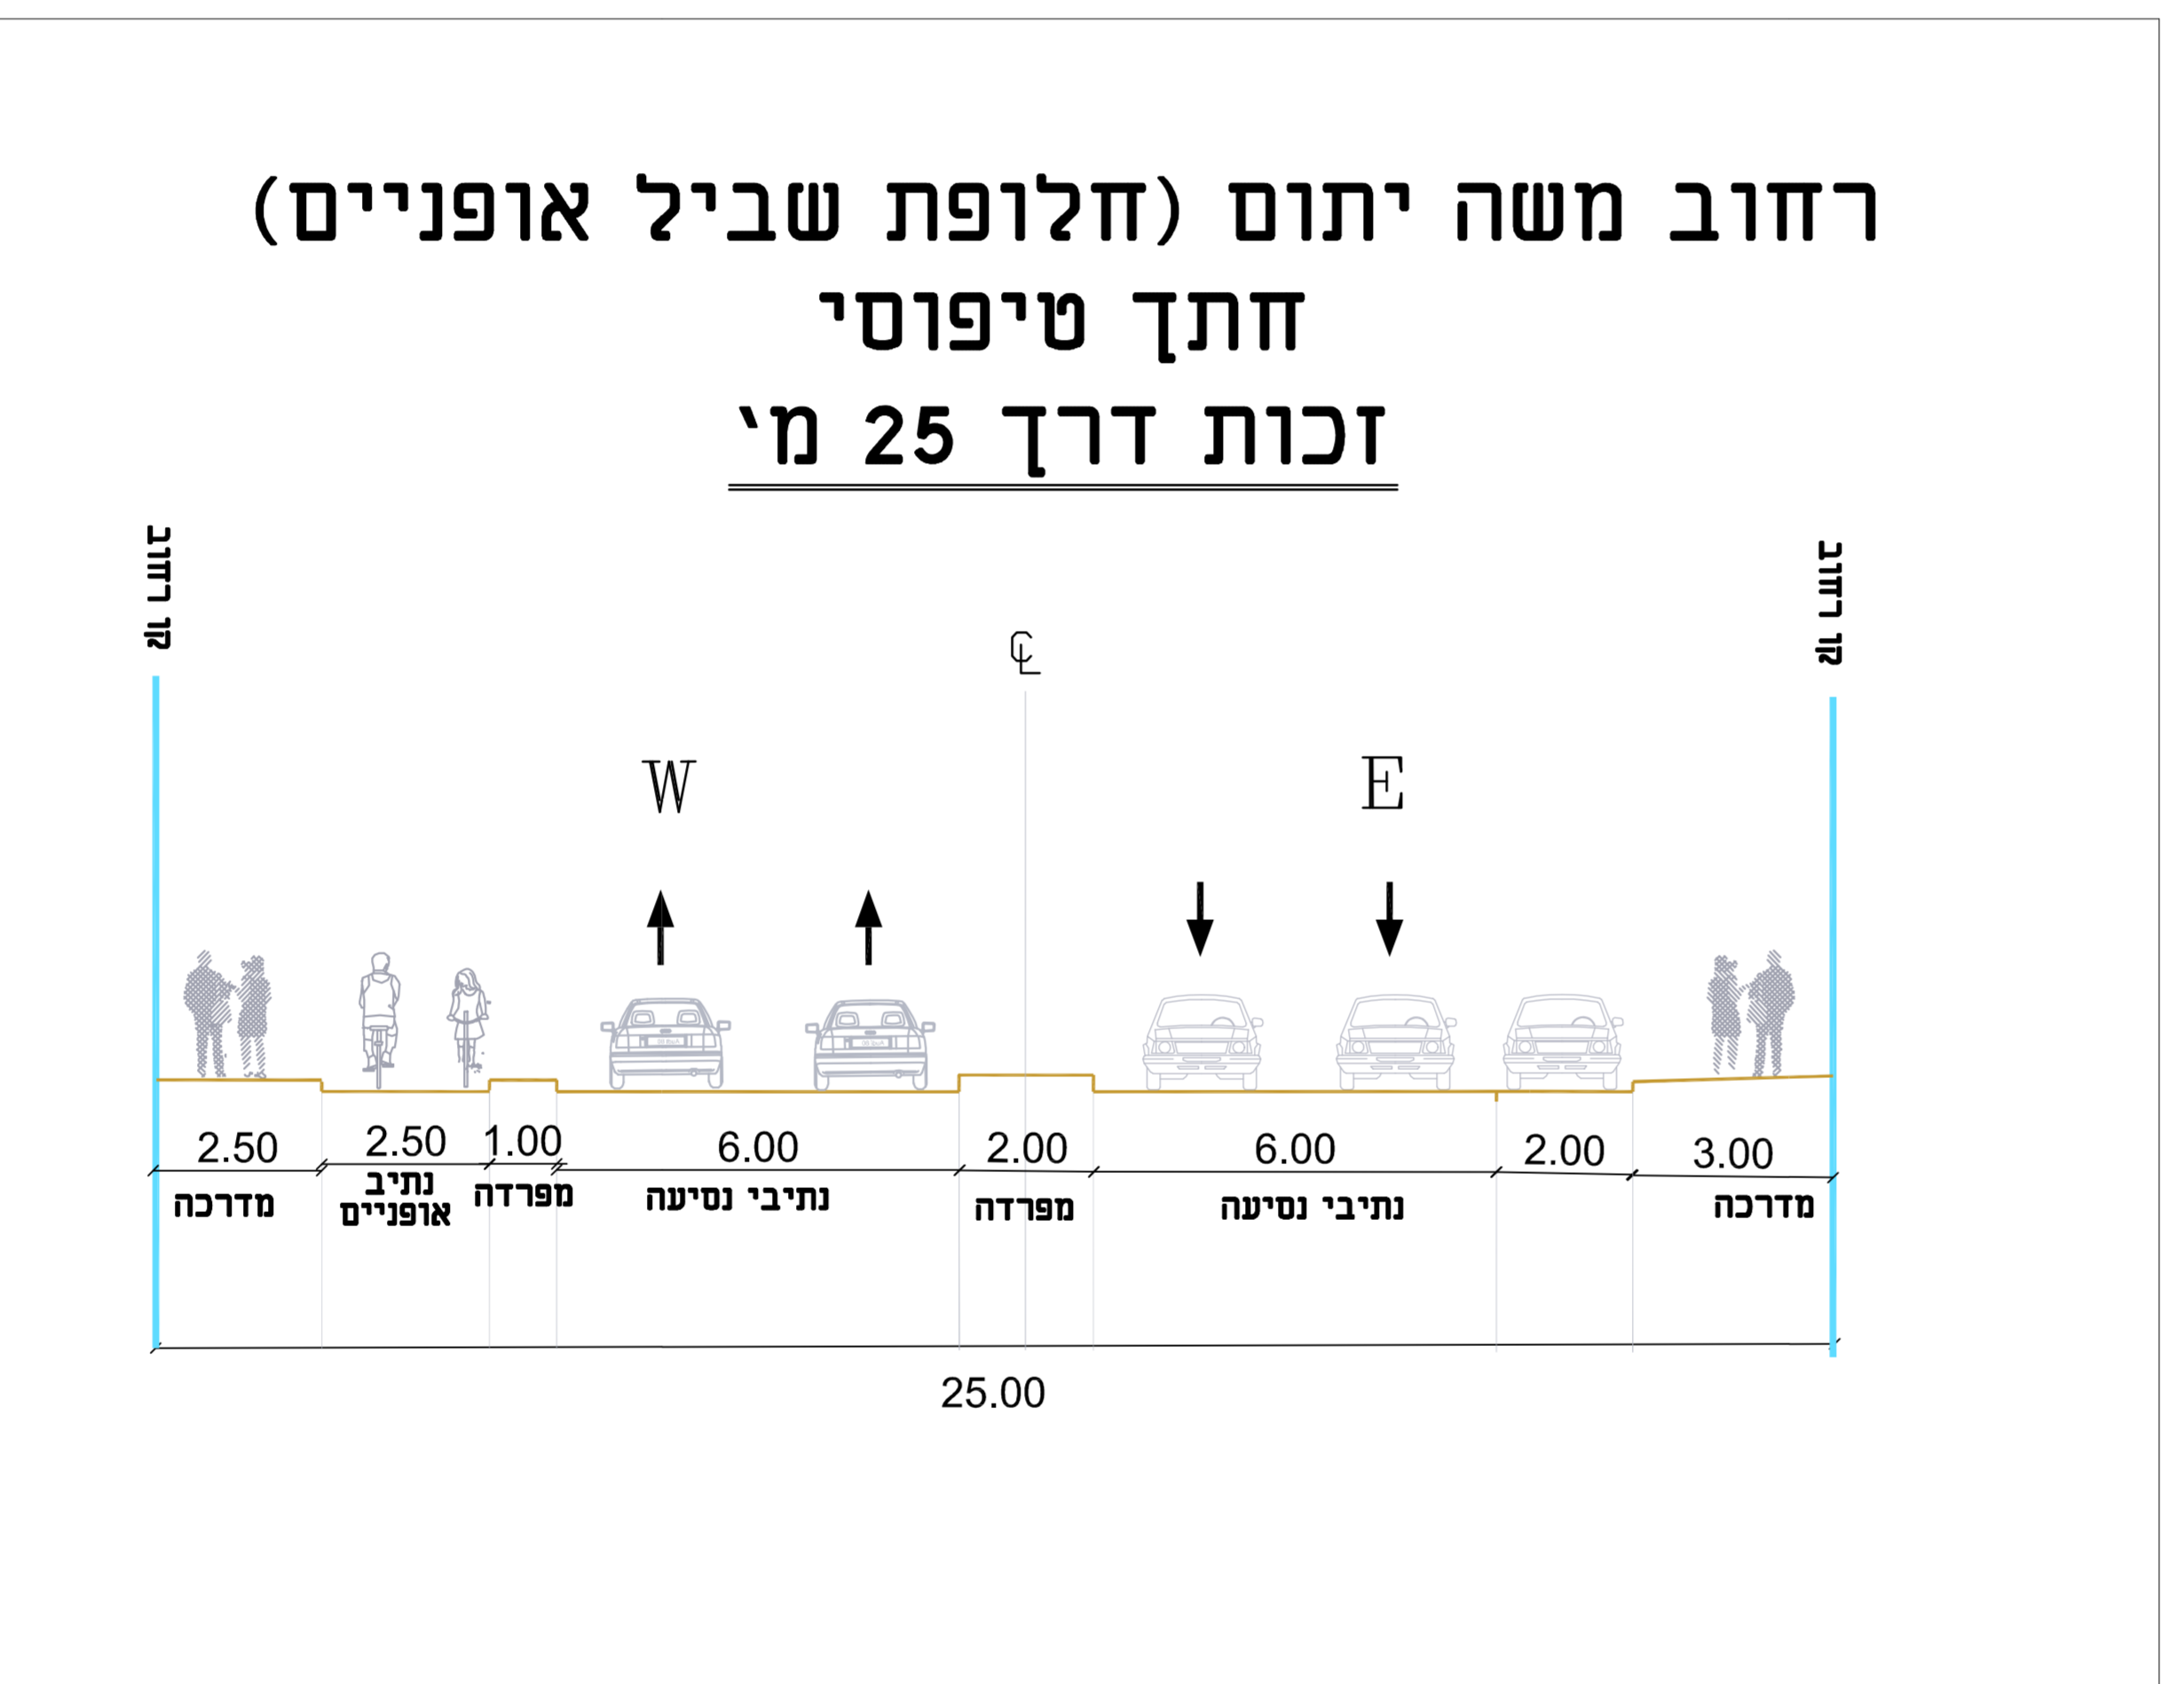 רחוב משה יתום (חלופת שביל אופניים)
חתך טיפוסי
זכות דרך 25 מ'
קו רחוב
קו רחוב
CL
W
E
2.50
2.50
1.00
6.00
2.00
6.00
2.00
3.00
מדרכה
נתיב
אופניים
מפרדה
נתיבי נסיעה
מפרדה
נתיבי נסיעה
מדרכה
25.00